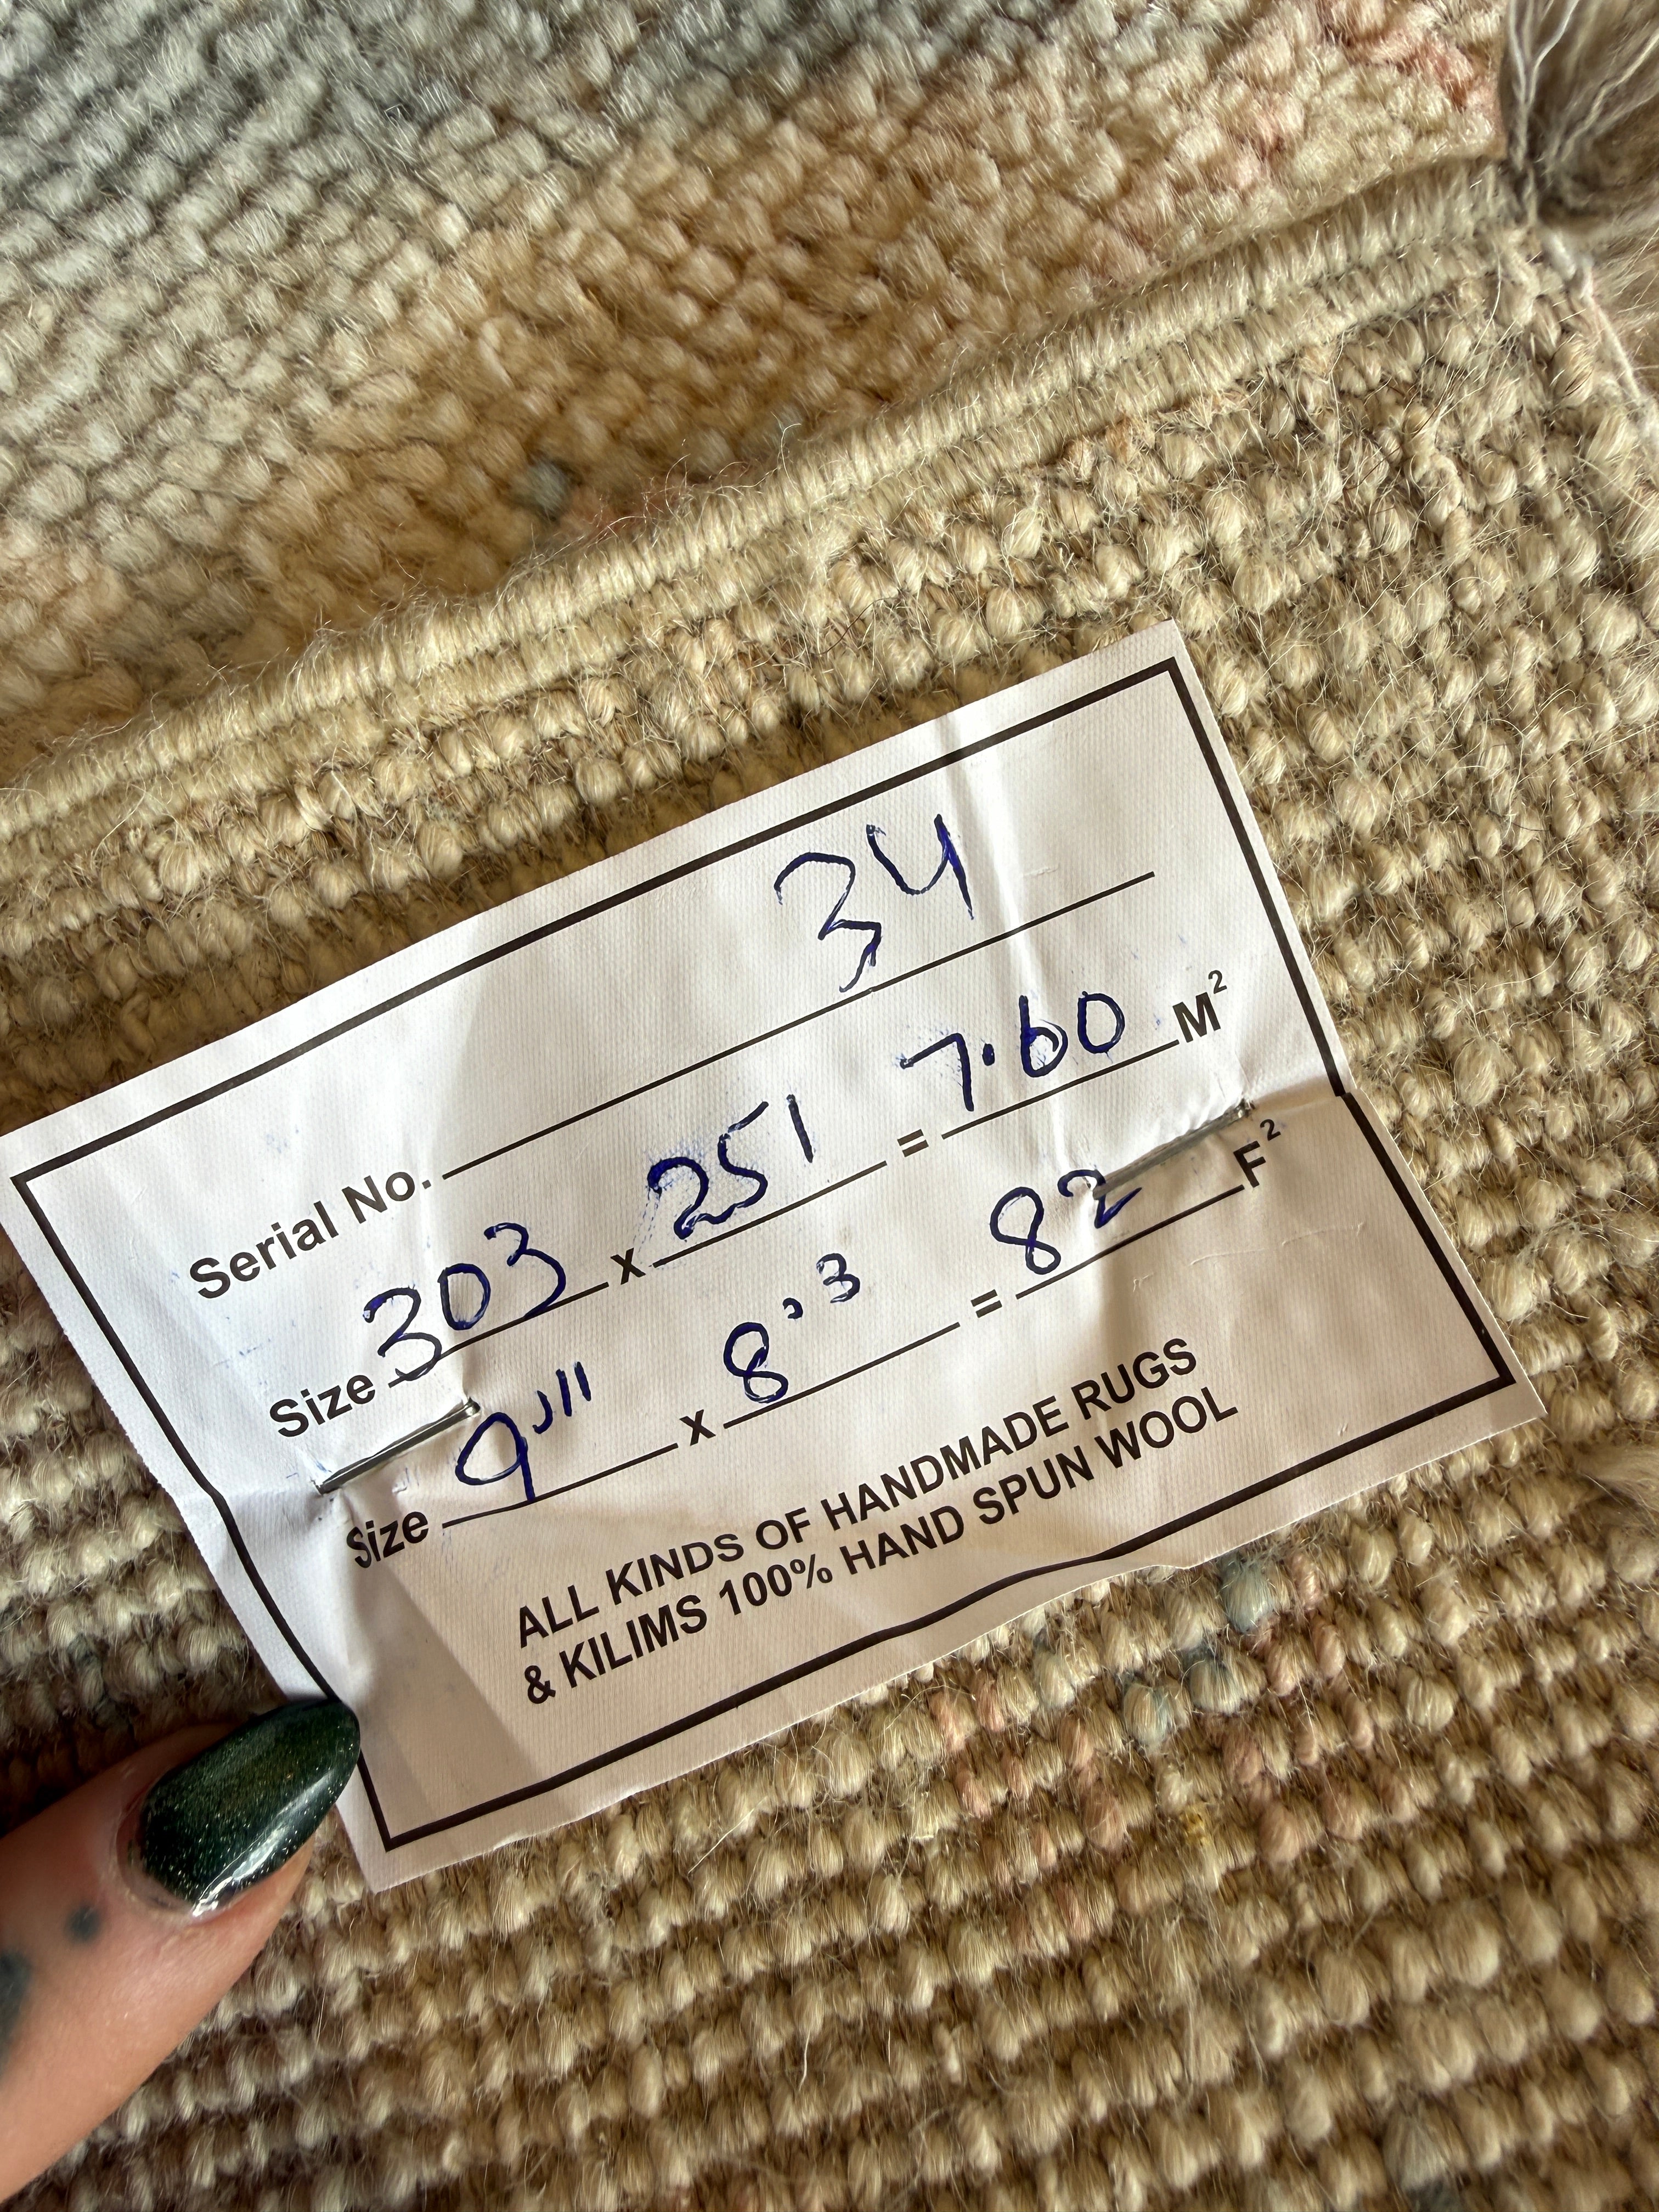 Serial No. 34
Size 303 x 251 = 7.60 M²
Size 9'11 x 8'3 = 82 F²
ALL KINDS OF HANDMADE RUGS
& KILIMS 100% HAND SPUN WOOL